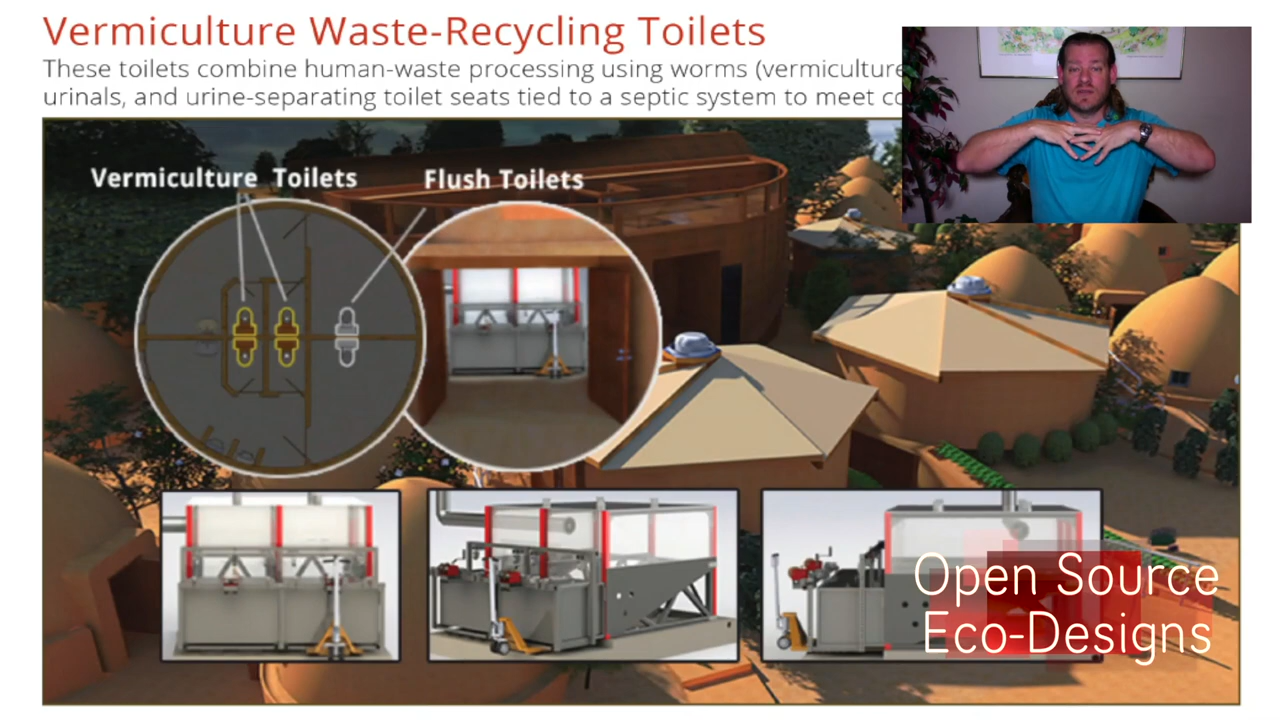 Vermiculture Waste-Recycling Toilets
These toilets combine human-waste processing using worms (vermiculture
urinals, and urine-separating toilet seats tied to a septic system to meet
Vermiculture Toilets
Flush Toilets
Open Source
Eco-Designs